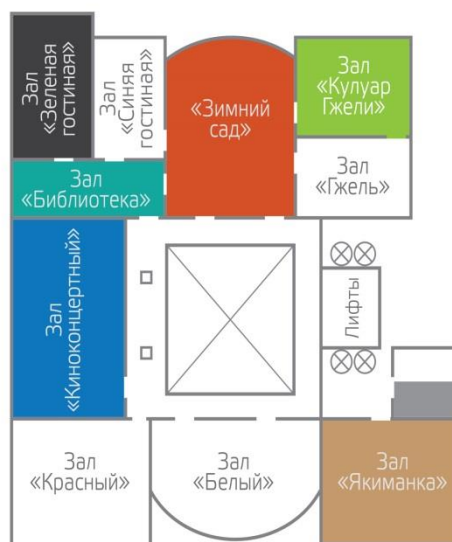 Зал
«Зеленая
гостиная»
Зал
«Синяя
гостиная»
«Зимний
сад»
Зал
«Кулуар
Гжели»
Зал
«Библиотека»
Зал
«Гжель»
Зал
«Киноконцертный»
Лифты
Зал
«Красный»
Зал
«Белый»
Зал
«Якиманка»